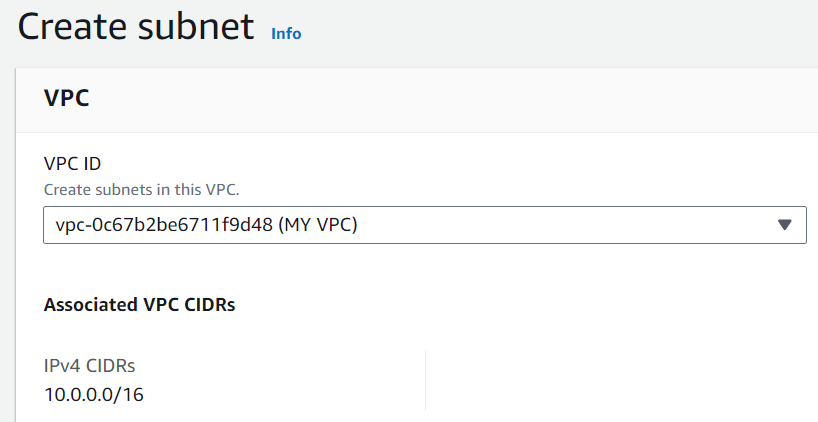 Create subnet Info
VPC
VPC ID
Create subnets in this VPC.
vpc-0c67b2be6711f9d48 (MY VPC)
Associated VPC CIDRs
IPv4 CIDRs
10.0.0.0/16